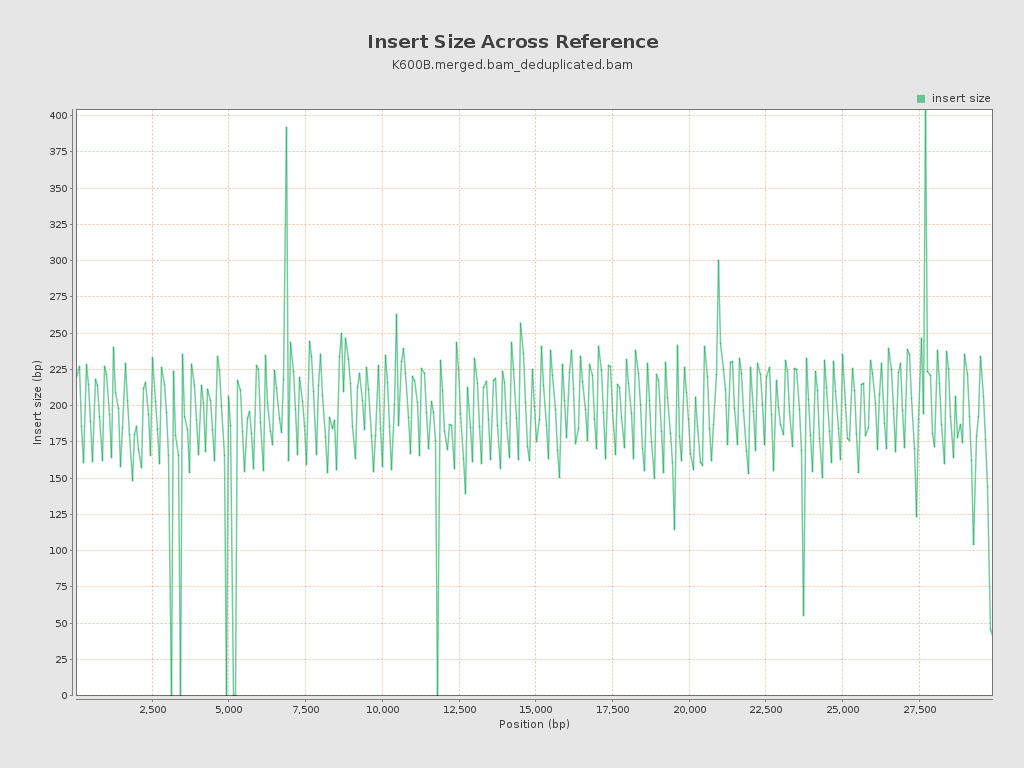 Insert Size Across Reference
K600B.merged.bam_deduplicated.bam
insert size
400
375
350
325
300
275
250
225
200
175
150
125
100
75
50
25
0
Insert size (bp)
2,500 5,000 7,500 10,000 12,500 15,000 17,500 20,000 22,500 25,000 27,500
Position (bp)